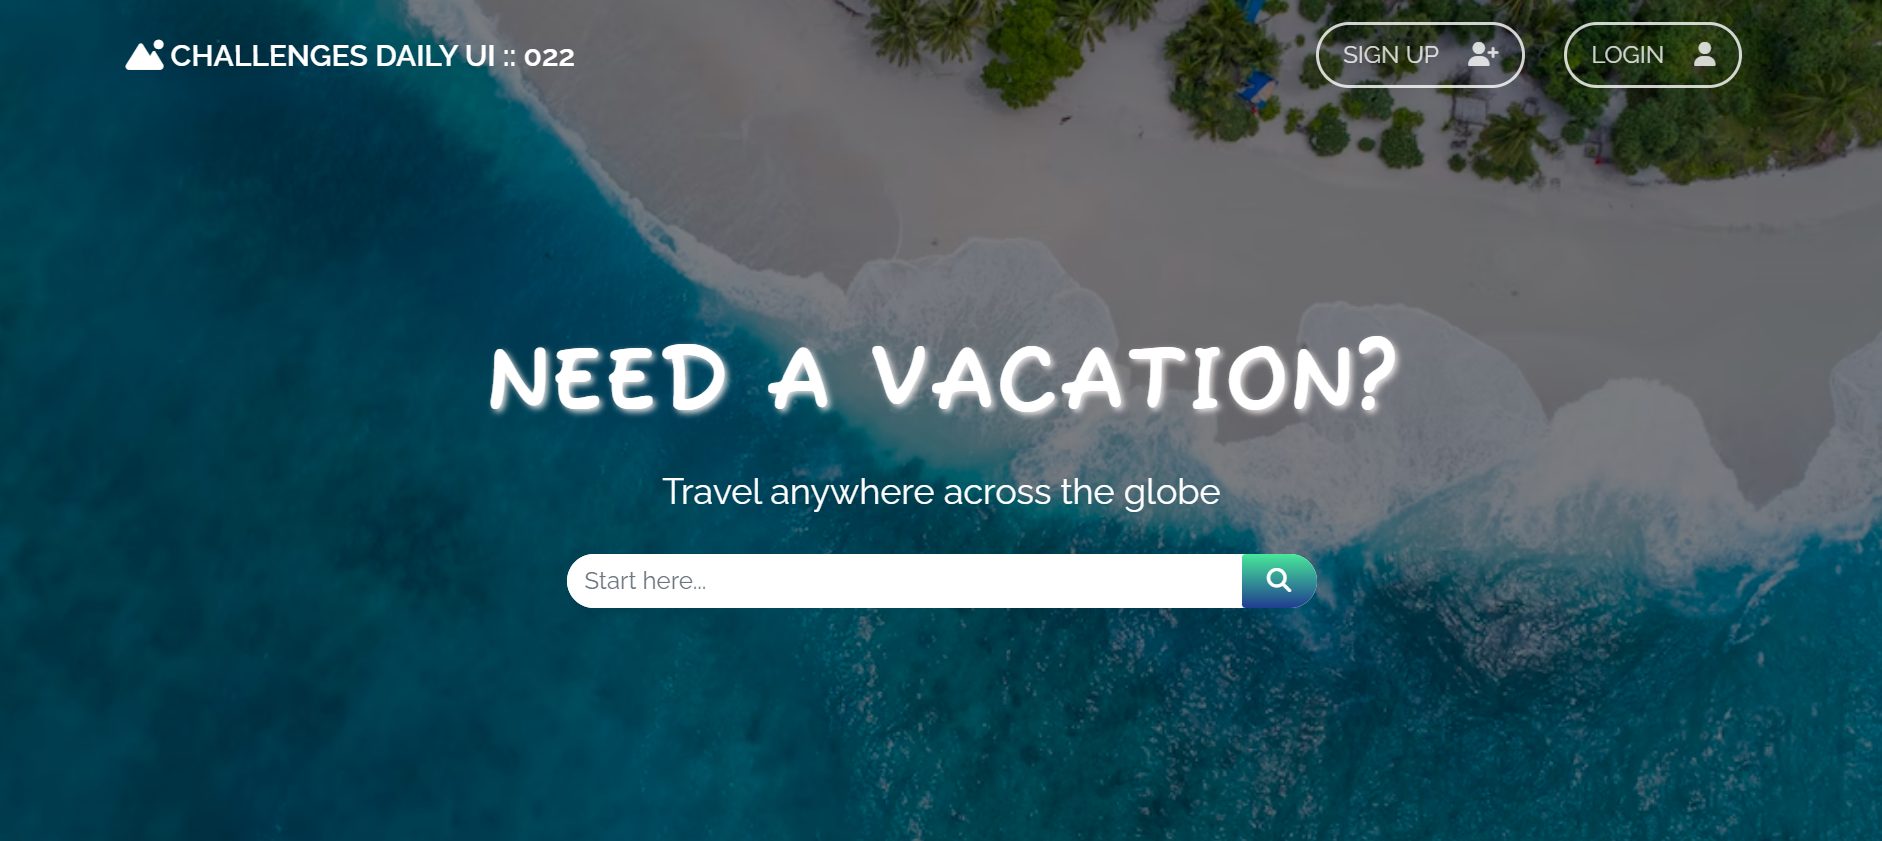 CHALLENGES DAILY UI :: 022
SIGN UP
LOGIN
NEED A VACATION?
Travel anywhere across the globe
Start here...